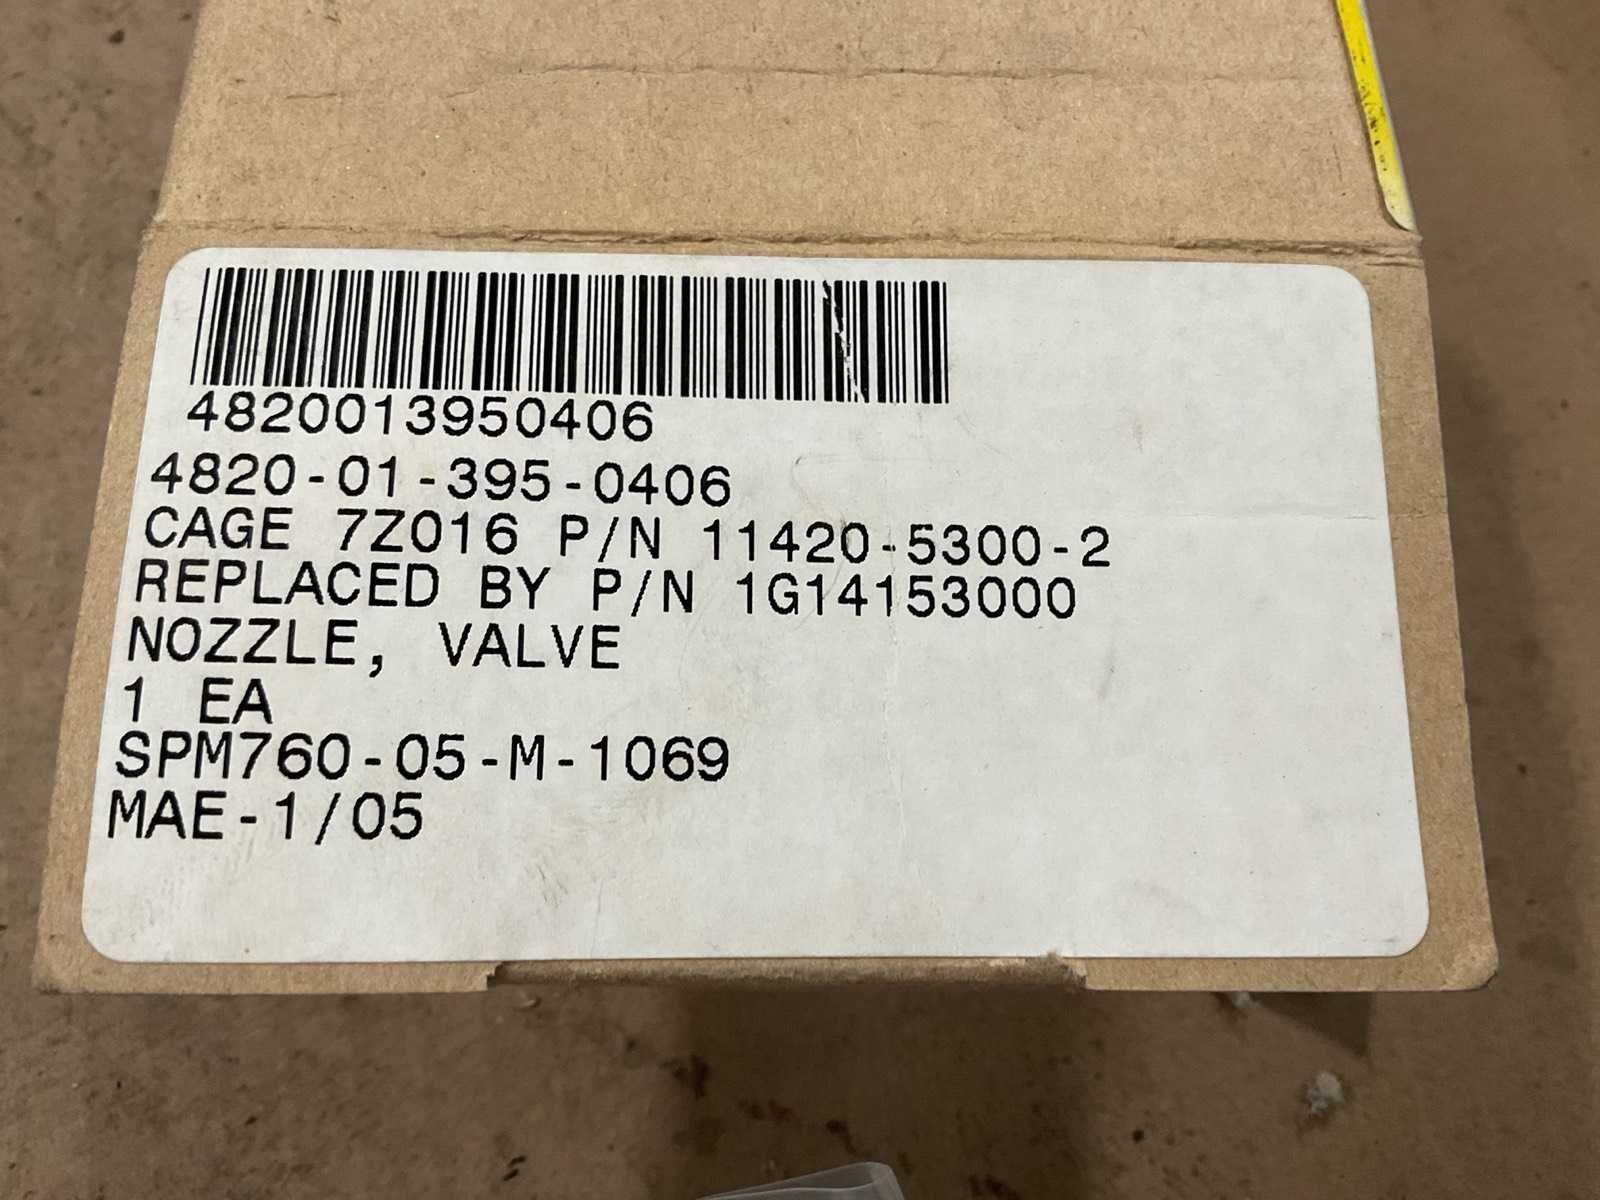 4820013950406
4820-01-395-0406
CAGE 7Z016 P/N 11420-5300-2
REPLACED BY P/N 1G14153000
NOZZLE, VALVE
1 EA
SPM760-05-M-1069
MAE-1/05